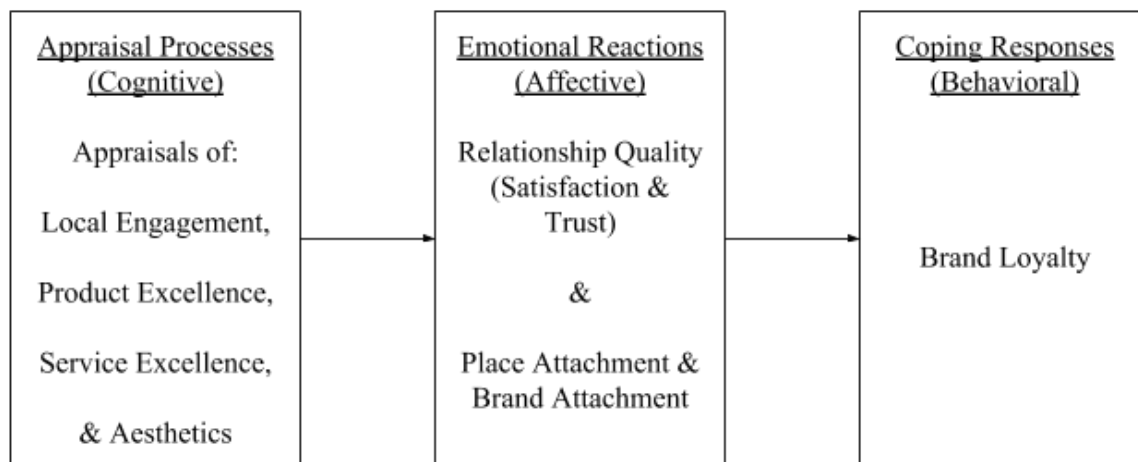 Appraisal Processes
(Cognitive)
Appraisals of:
Local Engagement,
Product Excellence,
Service Excellence,
& Aesthetics
Emotional Reactions
(Affective)
Relationship Quality
(Satisfaction &
Trust)
&
Place Attachment &
Brand Attachment
Coping Responses
(Behavioral)
Brand Loyalty